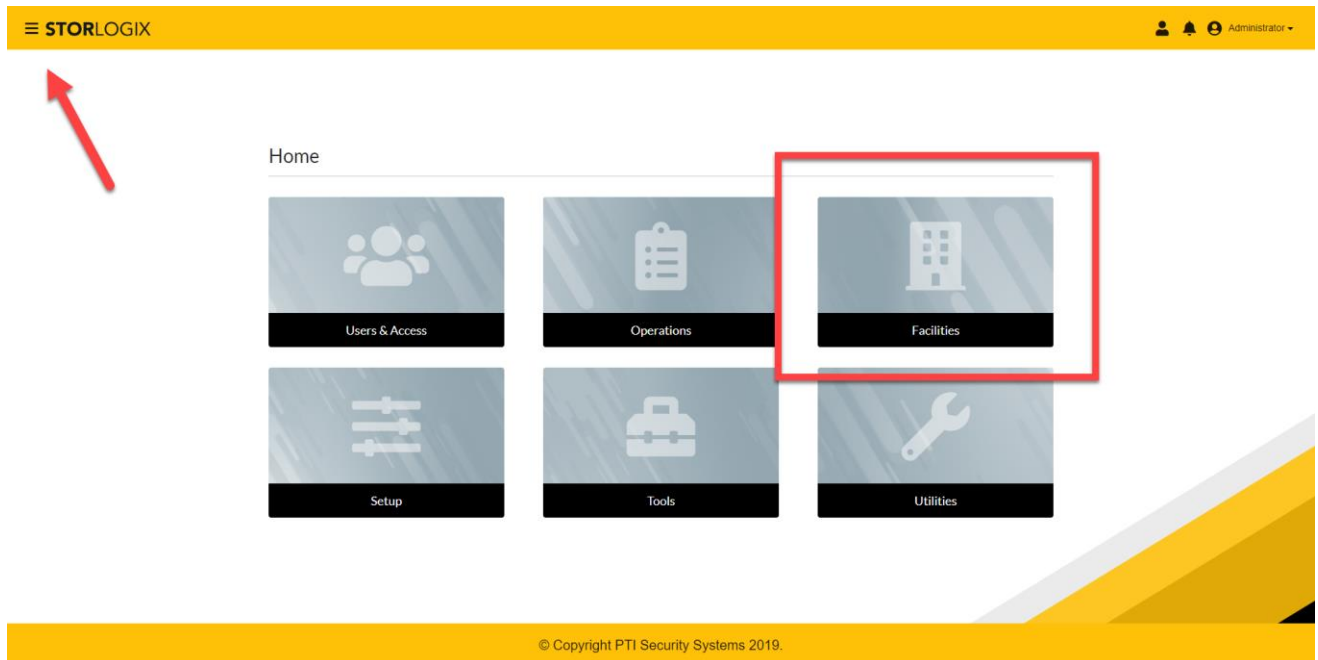 STORLOGIX
Administrator
Home
Users & Access
Operations
Facilities
Setup
Tools
Utilities
© Copyright PTI Security Systems 2019.